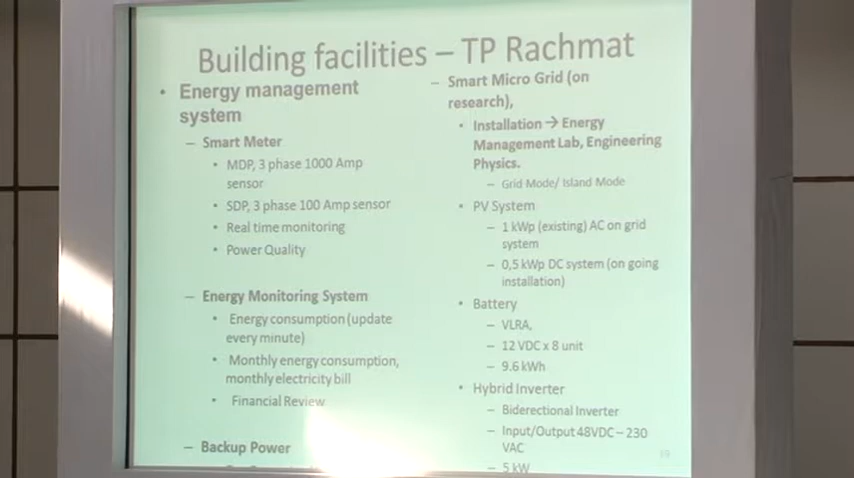 Building facilities – TP Rachmat
• Energy management
system
– Smart Meter
• MDP, 3 phase 1000 Amp
sensor
• SDP, 3 phase 100 Amp sensor
• Real time monitoring
• Power Quality
– Energy Monitoring System
• Energy consumption (update
every minute)
• Monthly energy consumption,
monthly electricity bill
• Financial Review
– Backup Power
– Smart Micro Grid (on
research),
• Installation → Energy
Management Lab, Engineering
Physics.
– Grid Mode/ Island Mode
• PV System
– 1 kWp (existing) AC on grid
system
– 0,5 kWp DC system (on going
installation)
• Battery
– VLRA,
– 12 VDC x 8 unit
– 9.6 kWh
• Hybrid Inverter
– Biderectional Inverter
– Input/Output 48VDC – 230
VAC
– 5 kW